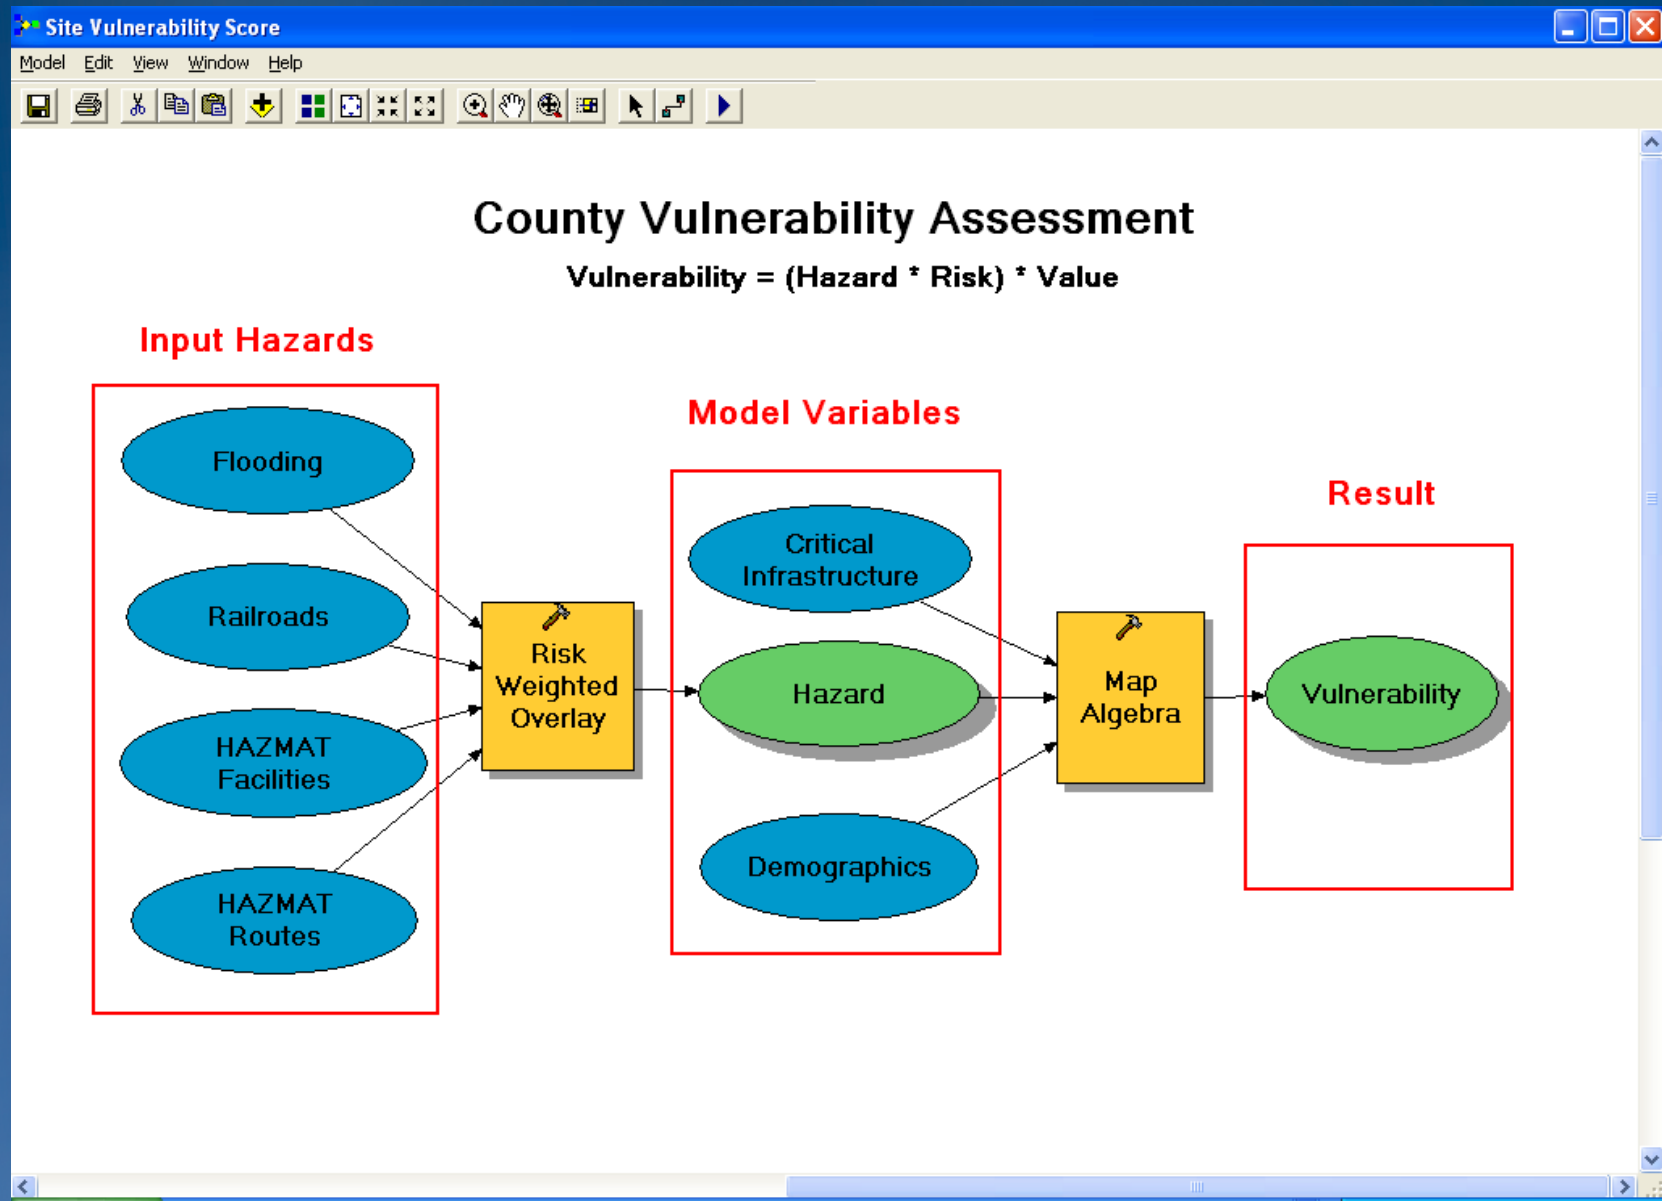 Site Vulnerability Score
Model Edit View Window Help
County Vulnerability Assessment
Vulnerability = (Hazard * Risk) * Value
Input Hazards
Flooding
Railroads
HAZMAT
Facilities
HAZMAT
Routes
Risk
Weighted
Overlay
Model Variables
Critical
Infrastructure
Hazard
Demographics
Map
Algebra
Result
Vulnerability